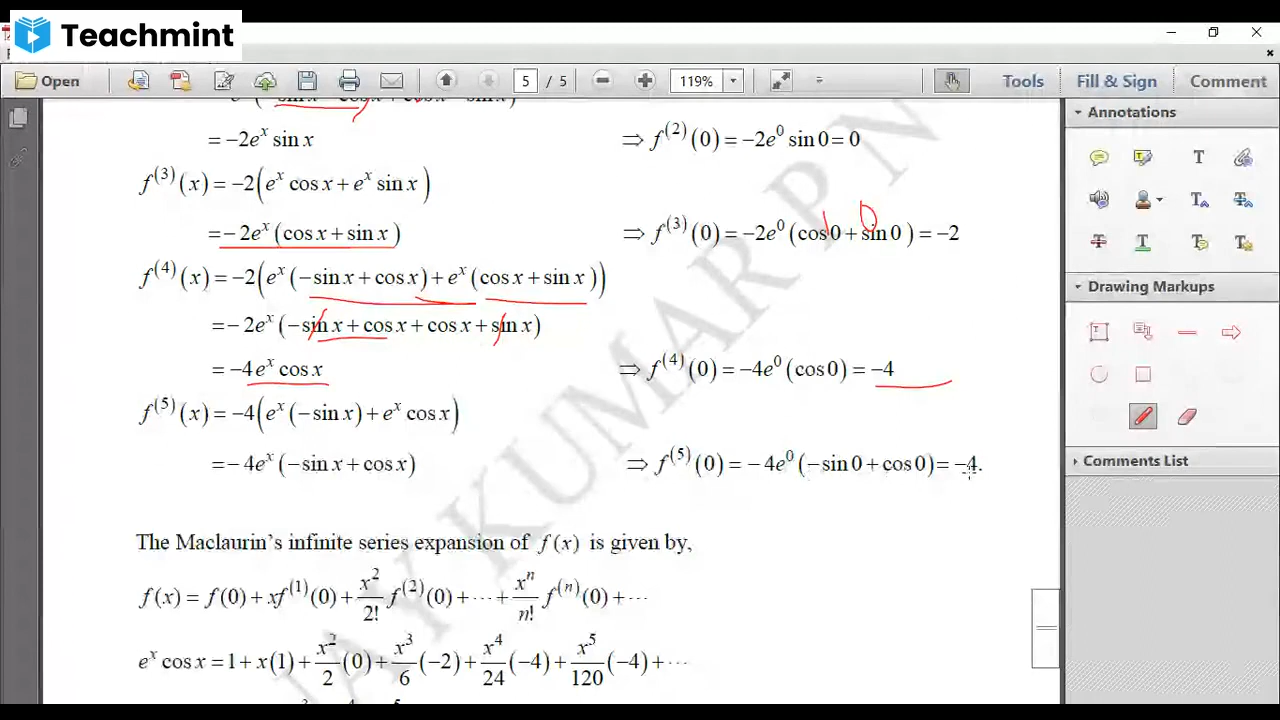 Teachmint
Open 5 / 5 119% Tools Fill & Sign Comment
= −2e^x sin x ⇒ f^(2)(0) = −2e^0 sin 0 = 0
f^(3)(x) = −2(e^x cos x + e^x sin x)
= −2e^x (cos x + sin x) ⇒ f^(3)(0) = −2e^0 (cos 0 + sin 0) = −2
1 0
f^(4)(x) = −2(e^x (−sin x + cos x) + e^x (cos x + sin x))
= −2e^x (−sin x + cos x + cos x + sin x)
= −4e^x cos x ⇒ f^(4)(0) = −4e^0 (cos 0) = −4
f^(5)(x) = −4(e^x (−sin x) + e^x cos x)
= −4e^x (−sin x + cos x) ⇒ f^(5)(0) = −4e^0 (−sin 0 + cos 0) = −4.
The Maclaurin's infinite series expansion of f(x) is given by,
f(x) = f(0) + xf^(1)(0) + x^2/2! f^(2)(0) + ⋯ + x^n/n! f^(n)(0) + ⋯
e^x cos x = 1 + x(1) + x^2/2 (0) + x^3/6 (−2) + x^4/24 (−4) + x^5/120 (−4) + ⋯
JAY KUMAR P N
Annotations
T
Drawing Markups
Comments List